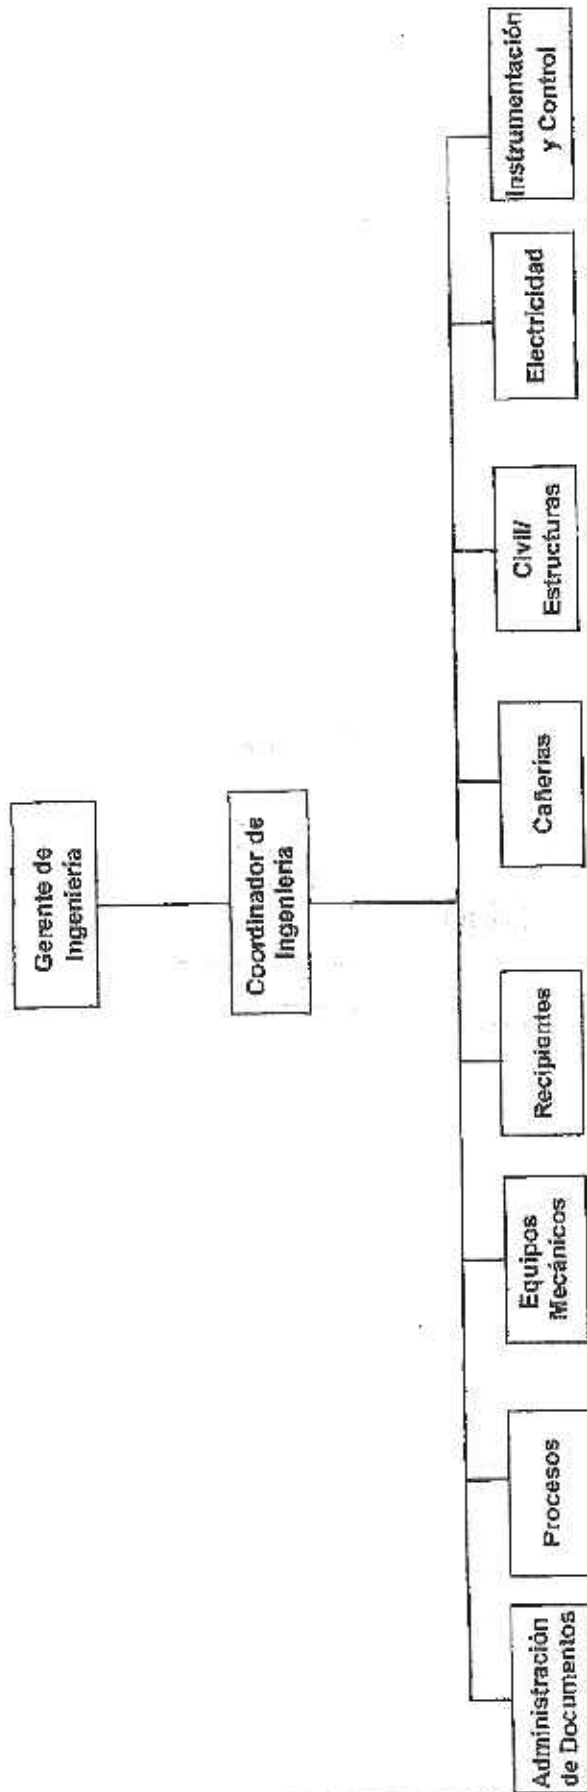 Gerente de
Ingeniería
Coordinador de
Ingeniería
Administración
de Documentos
Procesos
Equipos
Mecánicos
Recipientes
Cañerías
Civil/
Estructuras
Electricidad
Instrumentación
y Control